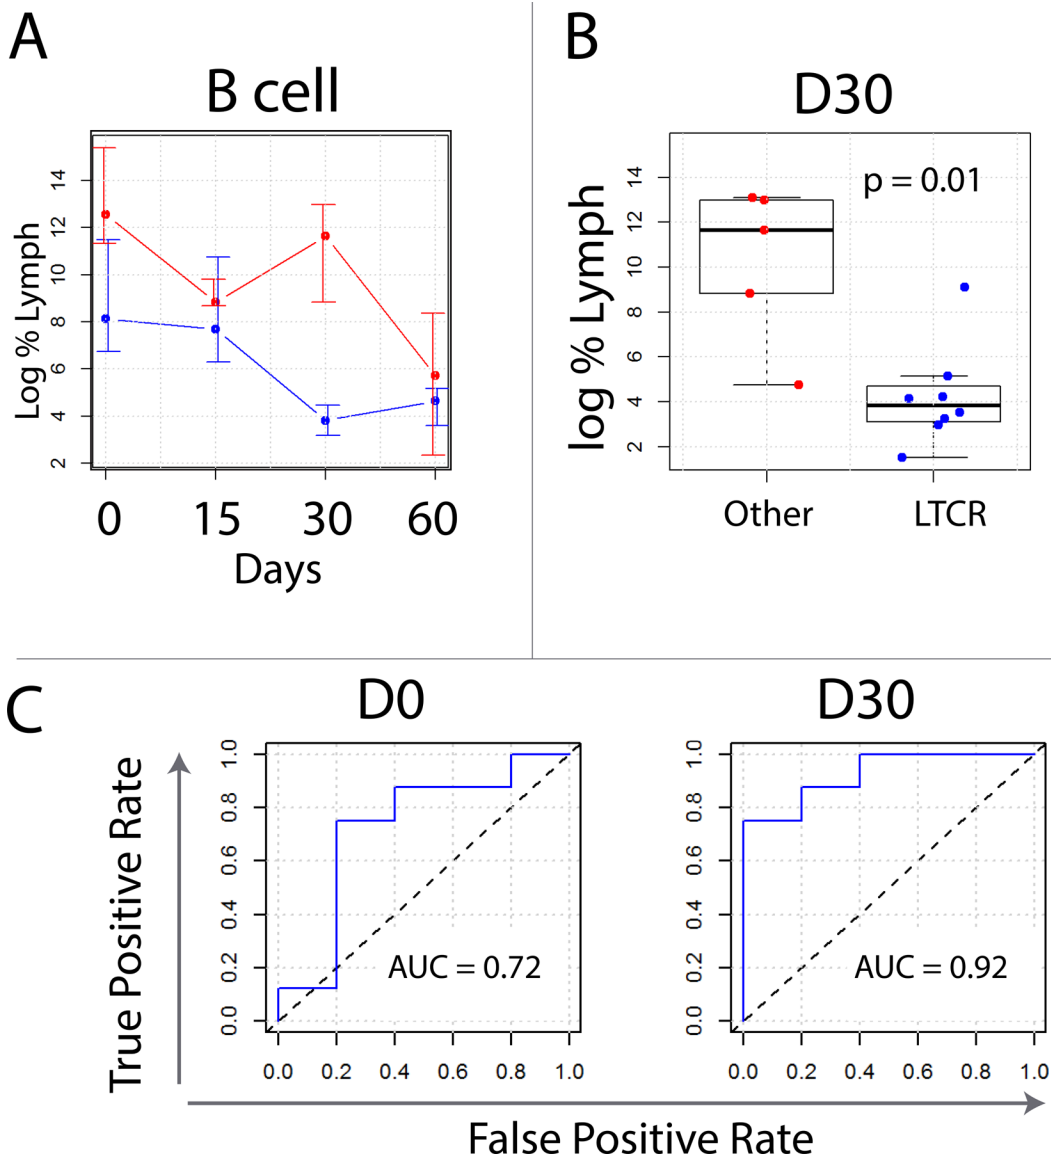 A
B cell
Log % Lymph
14
12
10
8
6
4
2
0 15 30 60
Days
B
D30
log % Lymph
14
12
10
8
6
4
2
p = 0.01
Other LTCR
C
D0
True Positive Rate
1.0
0.8
0.6
0.4
0.2
0.0
AUC = 0.72
0.0 0.2 0.4 0.6 0.8 1.0
D30
1.0
0.8
0.6
0.4
0.2
0.0
AUC = 0.92
0.0 0.2 0.4 0.6 0.8 1.0
False Positive Rate